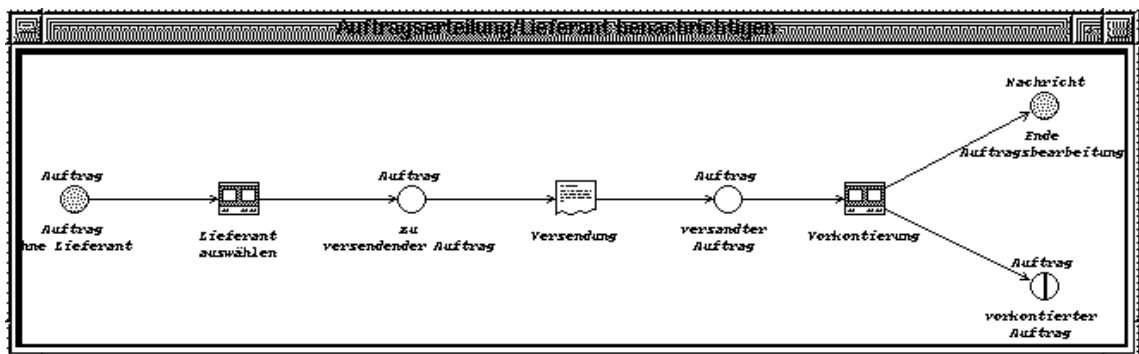 Auftragserteilung/Lieferant benachrichtigen
Nachricht
Ende
Auftragsbearbeitung
Auftrag
Auftrag
hne Lieferant
Lieferant
auswählen
Auftrag
zu
versendender Auftrag
Versendung
Auftrag
versandter
Auftrag
Vorkontierung
Auftrag
vorkontierter
Auftrag